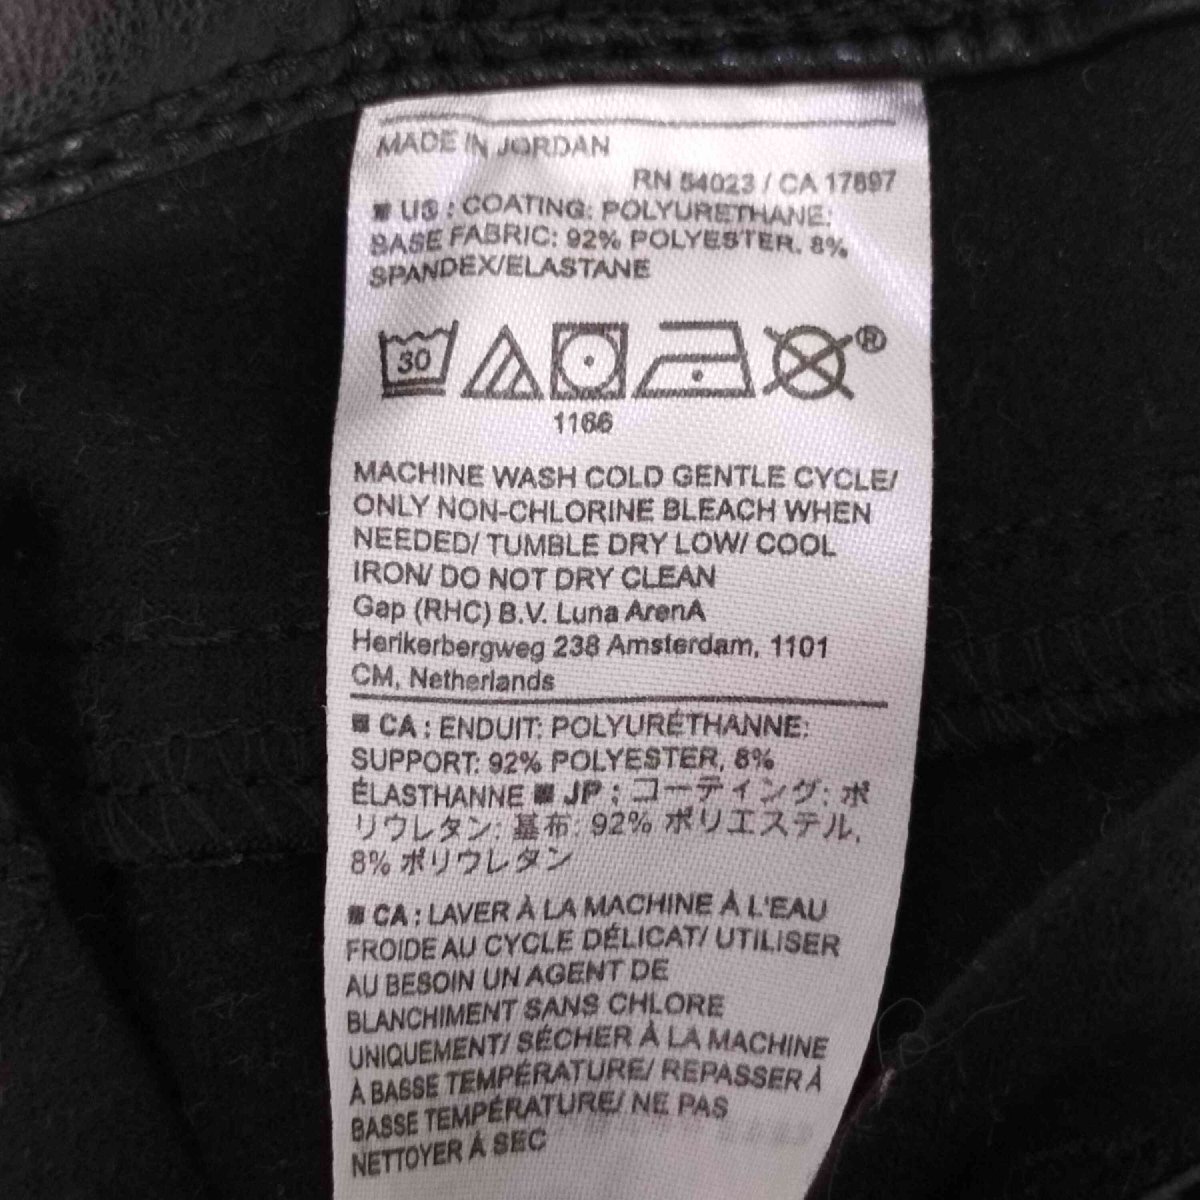 MADE IN JORDAN
RN 54023 / CA 17897
■ US : COATING: POLYURETHANE:
BASE FABRIC: 92% POLYESTER, 8%
SPANDEX/ELASTANE
30
®
1166
MACHINE WASH COLD GENTLE CYCLE/
ONLY NON-CHLORINE BLEACH WHEN
NEEDED/ TUMBLE DRY LOW/ COOL
IRON/ DO NOT DRY CLEAN
Gap (RHC) B.V. Luna ArenA
Herikerbergweg 238 Amsterdam, 1101
CM, Netherlands
■ CA : ENDUIT: POLYURÉTHANNE:
SUPPORT: 92% POLYESTER, 8%
ÉLASTHANNE ■ JP : コーティング: ポ
リウレタン: 基布: 92% ポリエステル,
8% ポリウレタン
■ CA : LAVER À LA MACHINE À L'EAU
FROIDE AU CYCLE DÉLICAT/ UTILISER
AU BESOIN UN AGENT DE
BLANCHIMENT SANS CHLORE
UNIQUEMENT/ SÉCHER À LA MACHINE
À BASSE TEMPÉRATURE/ REPASSER À
BASSE TEMPÉRATURE/ NE PAS
NETTOYER À SEC